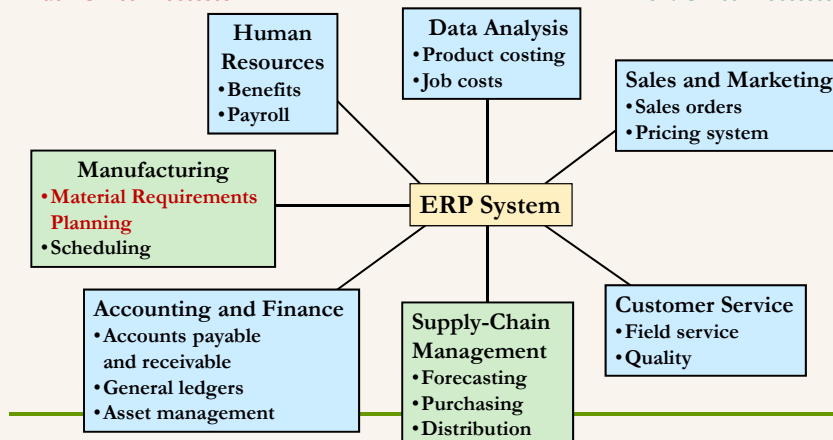 Human
Resources
•Benefits
•Payroll
Data Analysis
•Product costing
•Job costs
Sales and Marketing
•Sales orders
•Pricing system
Manufacturing
•Material Requirements
Planning
•Scheduling
ERP System
Accounting and Finance
•Accounts payable
and receivable
•General ledgers
•Asset management
Supply-Chain
Management
•Forecasting
•Purchasing
•Distribution
Customer Service
•Field service
•Quality